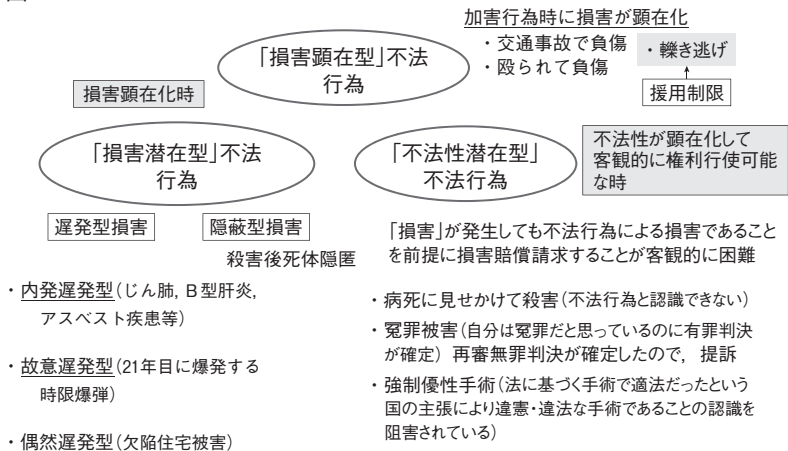 加害行為時に損害が顕在化
・交通事故で負傷
・殴られて負傷
・轢き逃げ
援用制限
「損害顕在型」不法
行為
損害顕在化時
「損害潜在型」不法
行為
「不法性潜在型」
不法行為
不法性が顕在化して
客観的に権利行使可能
な時
遅発型損害
隠蔽型損害
殺害後死体隠匿
・内発遅発型(じん肺, B型肝炎,
アスベスト疾患等)
・故意遅発型(21年目に爆発する
時限爆弾)
・偶然遅発型(欠陥住宅被害)
「損害」が発生しても不法行為による損害であること
を前提に損害賠償請求することが客観的に困難
・病死に見せかけて殺害(不法行為と認識できない)
・冤罪被害(自分は冤罪だと思っているのに有罪判決
が確定) 再審無罪判決が確定したので, 提訴
・強制優性手術(法に基づく手術で適法だったという
国の主張により違憲・違法な手術であることの認識を
阻害されている)